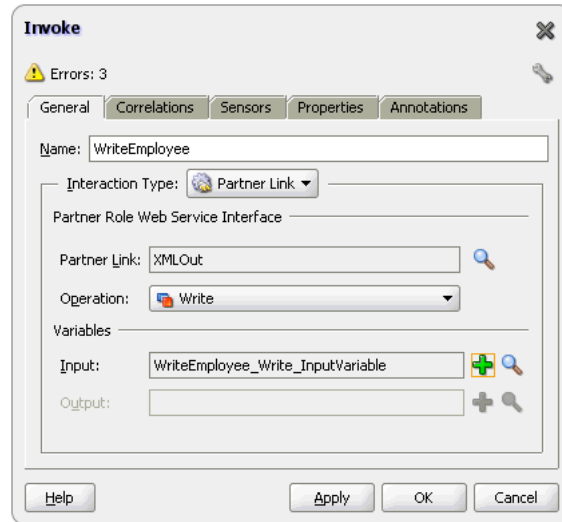 Invoke
Errors: 3
General Correlations Sensors Properties Annotations
Name: WriteEmployee
Interaction Type: Partner Link
Partner Role Web Service Interface
Partner Link: XMLOut
Operation: Write
Variables
Input: WriteEmployee_Write_InputVariable
Output:
Help Apply OK Cancel